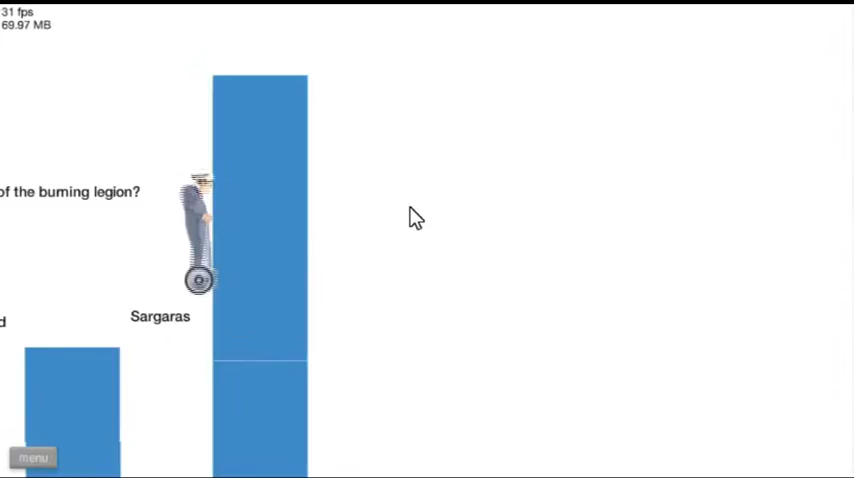 31 fps
69.97 MB
of the burning legion?
Sargaras
d
menu